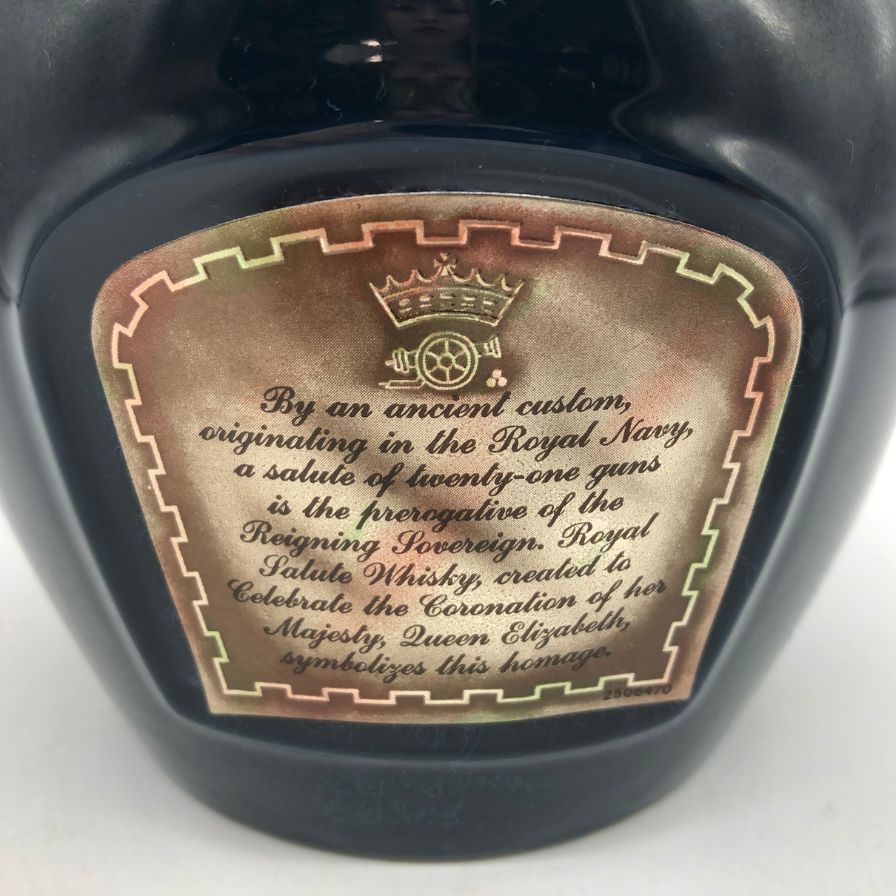 By an ancient custom,
originating in the Royal Navy,
a salute of twenty-one guns
is the prerogative of the
Reigning Sovereign. Royal
Salute Whisky, created to
Celebrate the Coronation of her
Majesty, Queen Elizabeth,
symbolizes this homage.
2506470